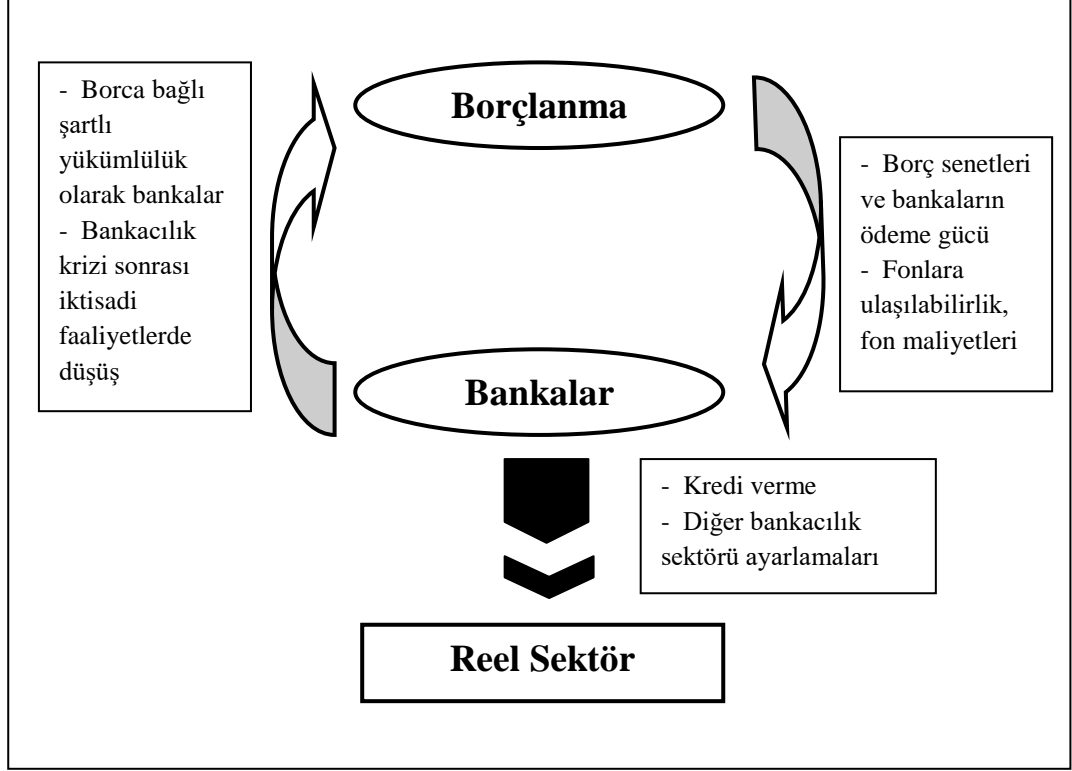 Borçlanma
- Borca bağlı
şartlı
yükümlülük
olarak bankalar
- Bankacılık
krizi sonrası
iktisadi
faaliyetlerde
düşüş
- Borç senetleri
ve bankaların
ödeme gücü
- Fonlara
ulaşılabilirlik,
fon maliyetleri
Bankalar
- Kredi verme
- Diğer bankacılık
sektörü ayarlamaları
Reel Sektör